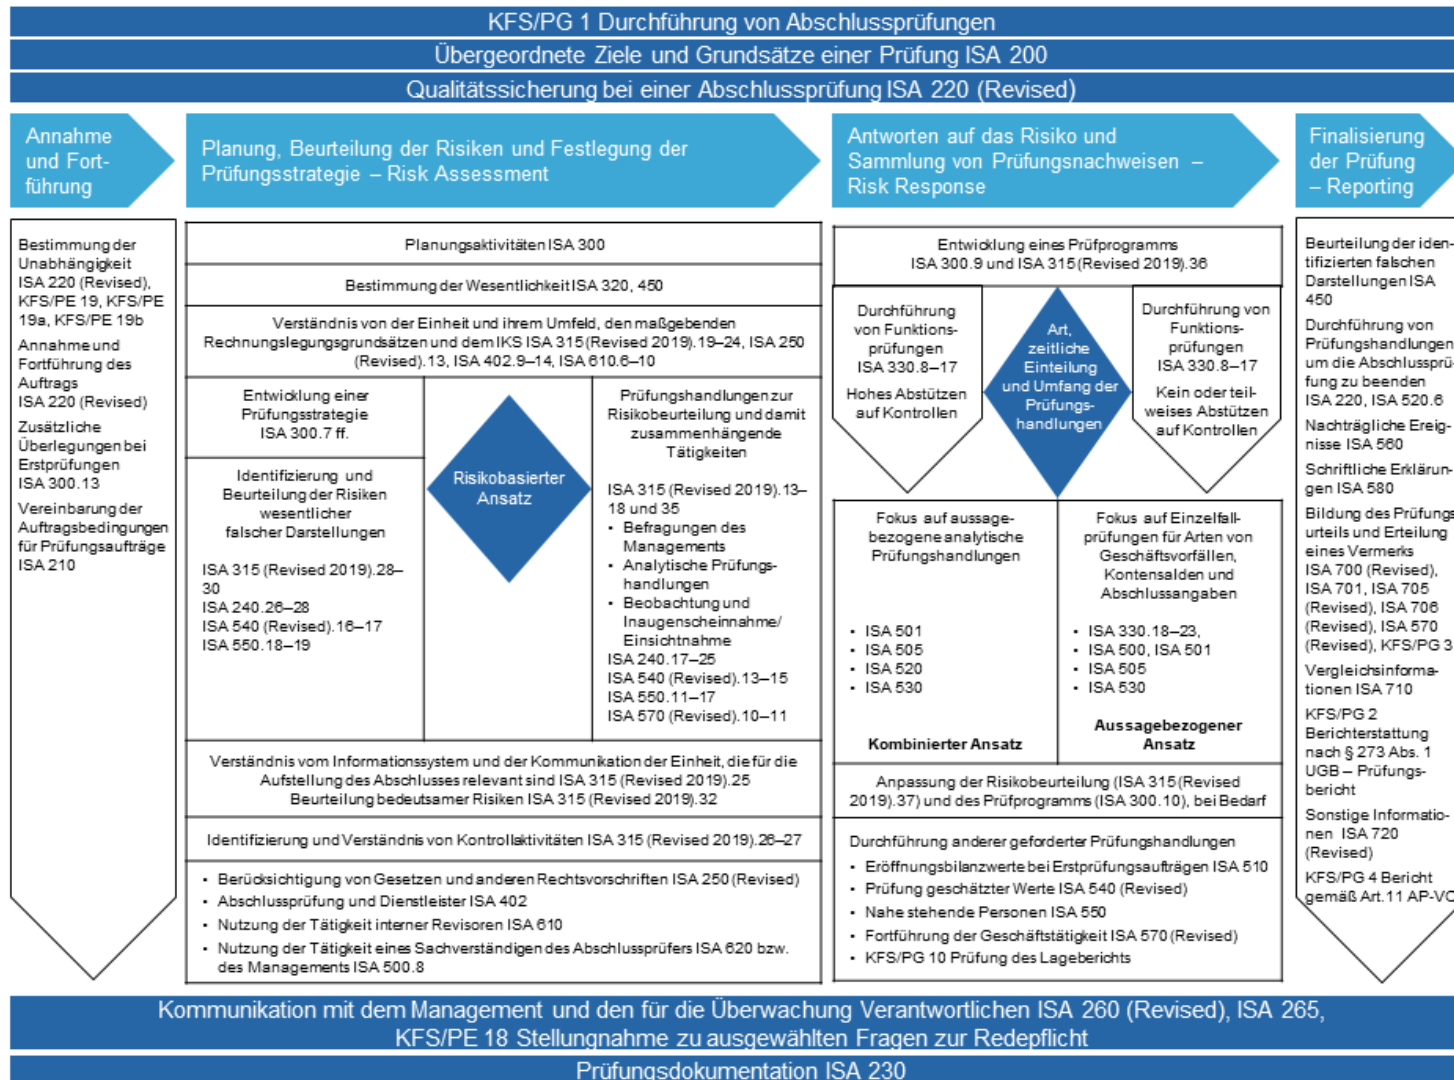 KFS/PG 1 Durchführung von Abschlussprüfungen
Übergeordnete Ziele und Grundsätze einer Prüfung ISA 200
Qualitätssicherung bei einer Abschlussprüfung ISA 220 (Revised)
Annahme
und Fort-
führung
Bestimmung der
Unabhängigkeit
ISA 220 (Revised),
KFS/PE 19, KFS/PE
19a, KFS/PE 19b
Annahme und
Fortführung des
Auftrags
ISA 220 (Revised)
Zusätzliche
Überlegungen bei
Erstprüfungen
ISA 300.13
Vereinbarung der
Auftragsbedingungen
für Prüfungsaufträge
ISA 210
Planung, Beurteilung der Risiken und Festlegung der
Prüfungsstrategie – Risk Assessment
Planungsaktivitäten ISA 300
Bestimmung der Wesentlichkeit ISA 320, 450
Verständnis von der Einheit und ihrem Umfeld, den maßgebenden
Rechnungslegungsgrundsätzen und dem IKS ISA 315 (Revised 2019).19–24, ISA 250
(Revised).13, ISA 402.9–14, ISA 610.6–10
Entwicklung einer
Prüfungsstrategie
ISA 300.7 ff.
Identifizierung und
Beurteilung der Risiken
wesentlicher
falscher Darstellungen
ISA 315 (Revised 2019).28–
30
ISA 240.26–28
ISA 540 (Revised).16–17
ISA 550.18–19
Risikobasierter
Ansatz
Prüfungshandlungen zur
Risikobeurteilung und damit
zusammenhängende
Tätigkeiten
ISA 315 (Revised 2019).13–
18 und 35
▪ Befragungen des
Managements
▪ Analytische Prüfungs-
handlungen
▪ Beobachtung und
Inaugenscheinnahme/
Einsichtnahme
ISA 240.17–25
ISA 540 (Revised).13–15
ISA 550.11–17
ISA 570 (Revised).10–11
Verständnis vom Informationssystem und der Kommunikation der Einheit, die für die
Aufstellung des Abschlusses relevant sind ISA 315 (Revised 2019).25
Beurteilung bedeutsamer Risiken ISA 315 (Revised 2019).32
Identifizierung und Verständnis von Kontrollaktivitäten ISA 315 (Revised 2019).26–27
▪ Berücksichtigung von Gesetzen und anderen Rechtsvorschriften ISA 250 (Revised)
▪ Abschlussprüfung und Dienstleister ISA 402
▪ Nutzung der Tätigkeit interner Revisoren ISA 610
▪ Nutzung der Tätigkeit eines Sachverständigen des Abschlussprüfers ISA 620 bzw.
des Managements ISA 500.8
Antworten auf das Risiko und
Sammlung von Prüfungsnachweisen –
Risk Response
Entwicklung eines Prüfprogramms
ISA 300.9 und ISA 315 (Revised 2019).36
Durchführung
von Funktions-
prüfungen
ISA 330.8–17
Hohes Abstützen
auf Kontrollen
Art,
zeitliche
Einteilung
und Umfang der
Prüfungs-
handlungen
Durchführung von
Funktions-
prüfungen
ISA 330.8–17
Kein oder teil-
weises Abstützen
auf Kontrollen
Fokus auf aussage-
bezogene analytische
Prüfungshandlungen
▪ ISA 501
▪ ISA 505
▪ ISA 520
▪ ISA 530
Kombinierter Ansatz
Fokus auf Einzelfall-
prüfungen für Arten von
Geschäftsvorfällen,
Kontensalden und
Abschlussangaben
▪ ISA 330.18–23,
▪ ISA 500, ISA 501
▪ ISA 505
▪ ISA 530
Aussagebezogener
Ansatz
Anpassung der Risikobeurteilung (ISA 315 (Revised
2019).37) und des Prüfprogramms (ISA 300.10), bei Bedarf
Durchführung anderer geforderter Prüfungshandlungen
▪ Eröffnungsbilanzwerte bei Erstprüfungsaufträgen ISA 510
▪ Prüfung geschätzter Werte ISA 540 (Revised)
▪ Nahe stehende Personen ISA 550
▪ Fortführung der Geschäftstätigkeit ISA 570 (Revised)
▪ KFS/PG 10 Prüfung des Lageberichts
Finalisierung
der Prüfung
– Reporting
Beurteilung der iden-
tifizierten falschen
Darstellungen ISA
450
Durchführung von
Prüfungshandlungen,
um die Abschlussprü-
fung zu beenden
ISA 220, ISA 520.6
Nachträgliche Ereig-
nisse ISA 560
Schriftliche Erklärun-
gen ISA 580
Bildung des Prüfungs
urteils und Erteilung
eines Vermerks
ISA 700 (Revised),
ISA 701, ISA 705
(Revised), ISA 706
(Revised), ISA 570
(Revised), KFS/PG 3
Vergleichsinforma-
tionen ISA 710
KFS/PG 2
Berichterstattung
nach § 273 Abs. 1
UGB – Prüfungs-
bericht
Sonstige Informatio-
nen ISA 720
(Revised)
KFS/PG 4 Bericht
gemäß Art.11 AP-VO
Kommunikation mit dem Management und den für die Überwachung Verantwortlichen ISA 260 (Revised), ISA 265,
KFS/PE 18 Stellungnahme zu ausgewählten Fragen zur Redepflicht
Prüfungsdokumentation ISA 230